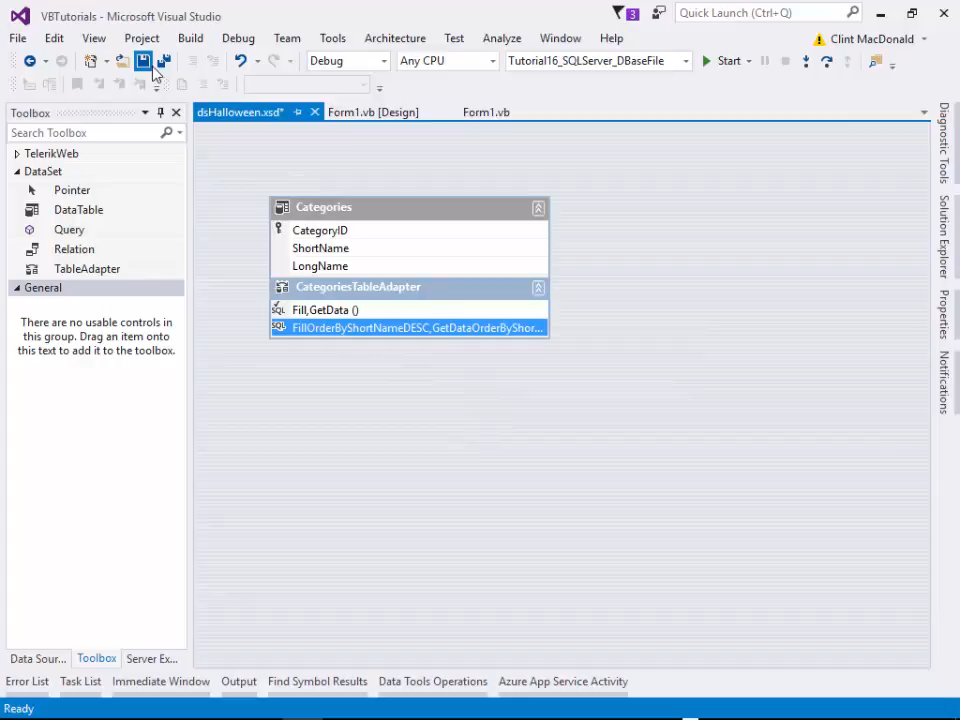 VBTutorials - Microsoft Visual Studio
3
Quick Launch (Ctrl+Q)
File Edit View Project Build Debug Team Tools Architecture Test Analyze Window Help
Clint MacDonald
Debug Any CPU Tutorial16_SQLServer_DBaseFile Start
Toolbox
dsHalloween.xsd* Form1.vb [Design] Form1.vb
Search Toolbox
TelerikWeb
DataSet
Pointer
DataTable
Query
Relation
TableAdapter
General
There are no usable controls in
this group. Drag an item onto
this text to add it to the toolbox.
Categories
CategoryID
ShortName
LongName
CategoriesTableAdapter
SQL Fill,GetData ()
SQL FillOrderByShortNameDESC,GetDataOrderByShor...
Diagnostic Tools
Solution Explorer
Properties
Notifications
Data Sour... Toolbox Server Ex...
Error List Task List Immediate Window Output Find Symbol Results Data Tools Operations Azure App Service Activity
Ready